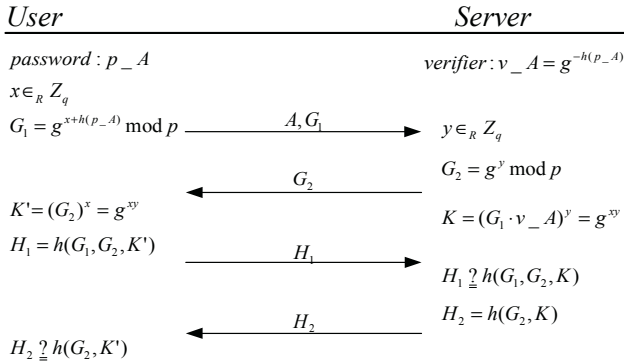 User Server
password : p _ A
verifier : v _ A = g^{-h(p_A)}
x ∈_R Z_q
G_1 = g^{x+h(p_A)} mod p
A, G_1
y ∈_R Z_q
G_2 = g^y mod p
G_2
K' = (G_2)^x = g^{xy}
K = (G_1 · v _ A)^y = g^{xy}
H_1 = h(G_1, G_2, K')
H_1
H_1 ≟ h(G_1, G_2, K)
H_2 = h(G_2, K)
H_2
H_2 ≟ h(G_2, K')